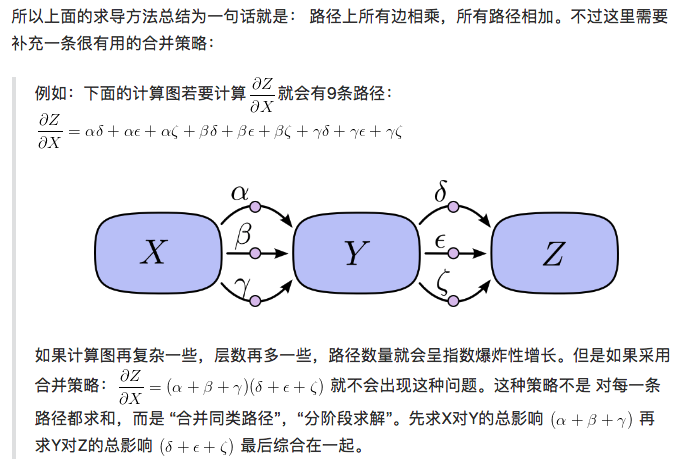 所以上面的求导方法总结为一句话就是： 路径上所有边相乘，所有路径相加。不过这里需要
补充一条很有用的合并策略：
例如：下面的计算图若要计算∂Z/∂X就会有9条路径：
∂Z/∂X = αδ + αϵ + αζ + βδ + βϵ + βζ + γδ + γϵ + γζ
α δ
β ϵ
X Y Z
γ ζ
如果计算图再复杂一些，层数再多一些，路径数量就会呈指数爆炸性增长。但是如果采用
合并策略：∂Z/∂X = (α + β + γ)(δ + ϵ + ζ) 就不会出现这种问题。这种策略不是 对每一条
路径都求和，而是 “合并同类路径”，“分阶段求解”。先求X对Y的总影响 (α + β + γ) 再
求Y对Z的总影响 (δ + ϵ + ζ) 最后综合在一起。